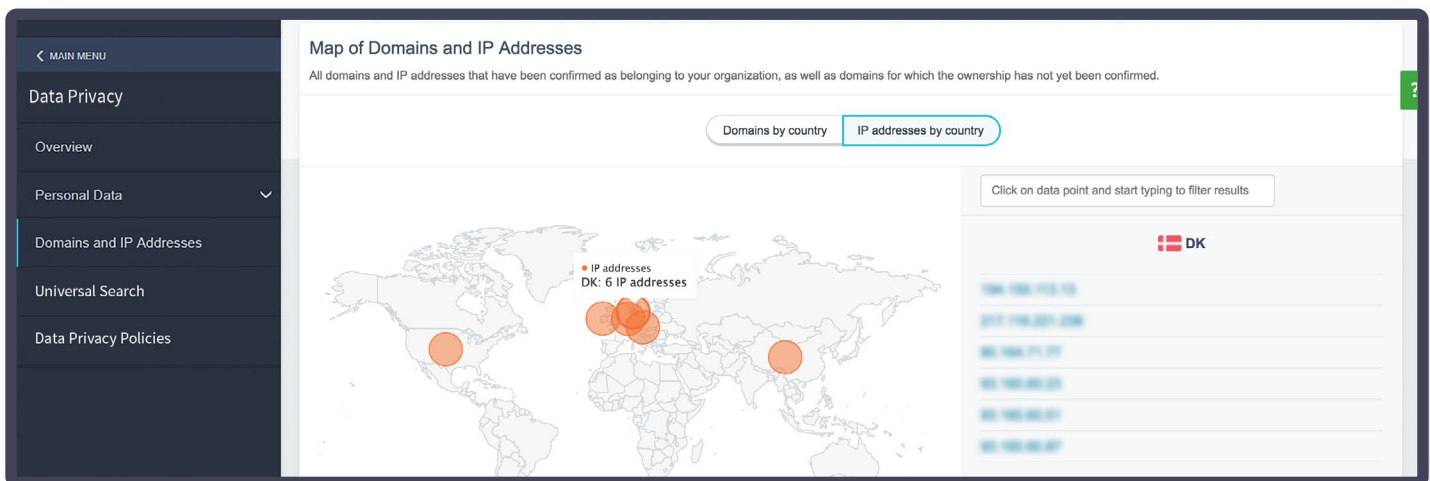 MAIN MENU
Data Privacy
Overview
Personal Data
Domains and IP Addresses
Universal Search
Data Privacy Policies
Map of Domains and IP Addresses
All domains and IP addresses that have been confirmed as belonging to your organization, as well as domains for which the ownership has not yet been confirmed.
?
Domains by country
IP addresses by country
IP addresses
DK: 6 IP addresses
Click on data point and start typing to filter results
DK